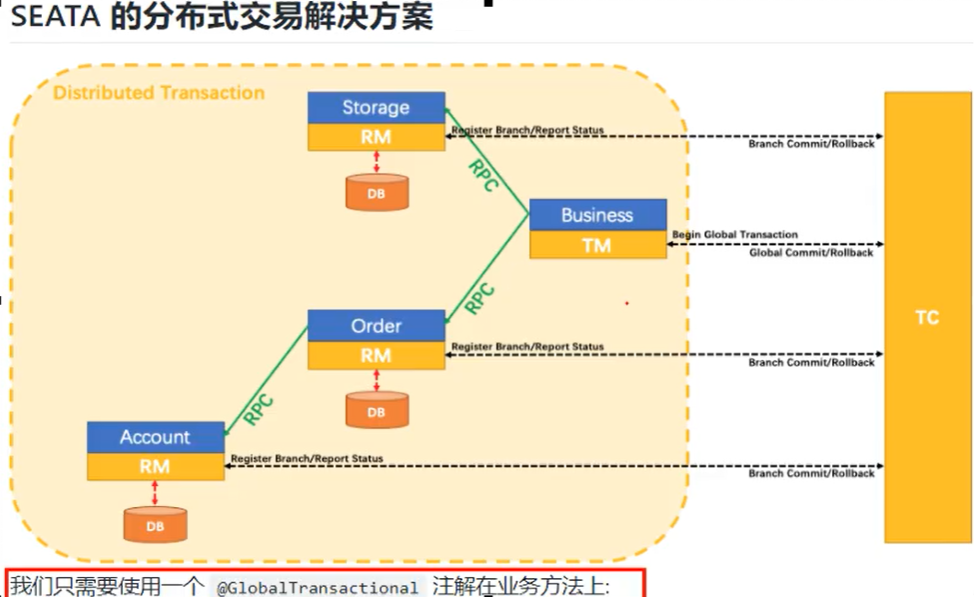 SEATA 的分布式交易解决方案
Distributed Transaction
Storage
RM
DB
Register Branch/Report Status
Branch Commit/Rollback
RPC
Business
TM
Begin Global Transaction
Global Commit/Rollback
RPC
TC
Order
RM
DB
Register Branch/Report Status
Branch Commit/Rollback
RPC
Account
RM
DB
Register Branch/Report Status
Branch Commit/Rollback
我们只需要使用一个 @GlobalTransactional 注解在业务方法上: